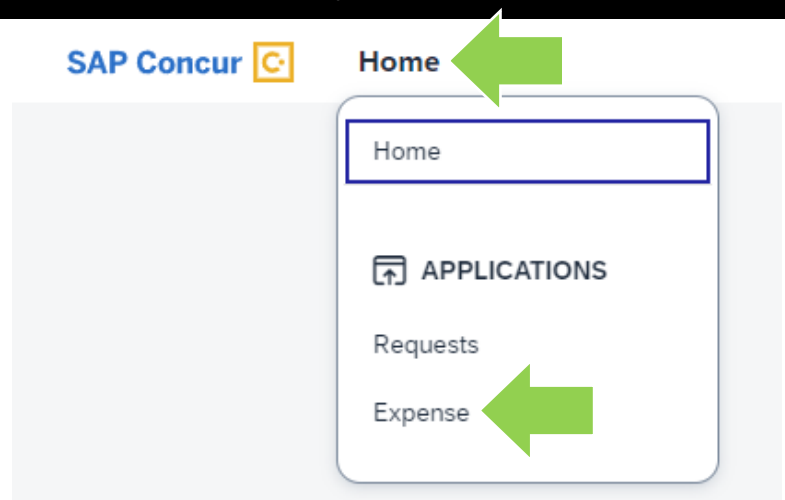 SAP Concur C Home
Home
APPLICATIONS
Requests
Expense